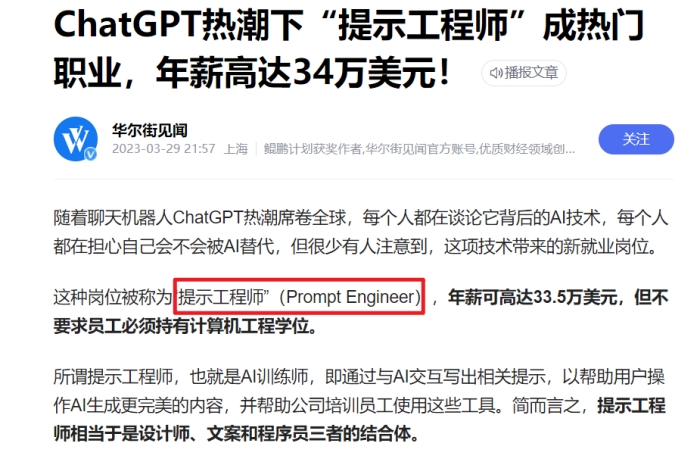 ChatGPT热潮下“提示工程师”成热门
职业，年薪高达34万美元！ 播报文章
华尔街见闻
2023-03-29 21:57 上海 鲲鹏计划获奖作者,华尔街见闻官方账号,优质财经领域创...
关注
随着聊天机器人ChatGPT热潮席卷全球，每个人都在谈论它背后的AI技术，每个人
都在担心自己会不会被AI替代，但很少有人注意到，这项技术带来的新就业岗位。
这种岗位被称为“提示工程师”（Prompt Engineer），年薪可高达33.5万美元，但不
要求员工必须持有计算机工程学位。
所谓提示工程师，也就是AI训练师，即通过与AI交互写出相关提示，以帮助用户操
作AI生成更完美的内容，并帮助公司培训员工使用这些工具。简而言之，提示工程
师相当于是设计师、文案和程序员三者的结合体。